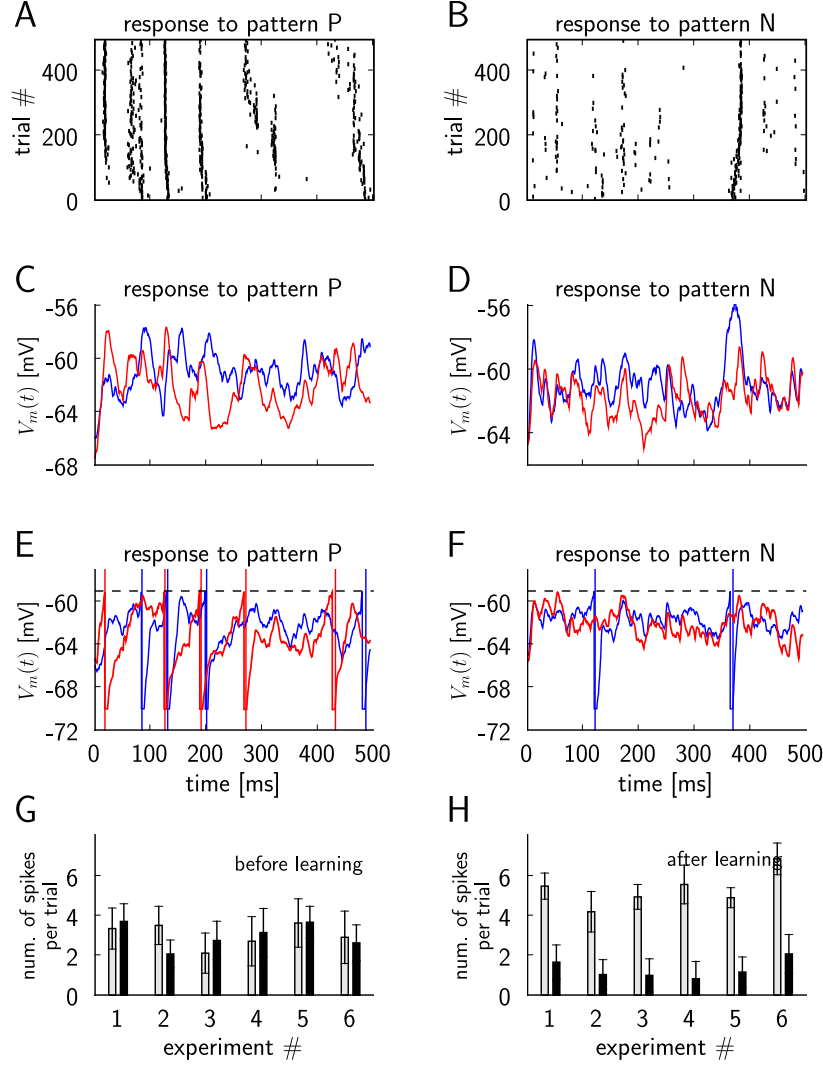 A
response to pattern P
B
response to pattern N
400
200
0
trial #
400
200
0
trial #
C
response to pattern P
D
response to pattern N
-56
-60
-64
-68
V_m(t) [mV]
-56
-60
-64
V_m(t) [mV]
E
response to pattern P
F
response to pattern N
-60
-64
-68
-72
V_m(t) [mV]
0 100 200 300 400 500
time [ms]
-60
-64
-68
-72
V_m(t) [mV]
0 100 200 300 400 500
time [ms]
G
before learning
6
4
2
0
num. of spikes
per trial
1 2 3 4 5 6
experiment #
H
after learning
6
4
2
0
num. of spikes
per trial
1 2 3 4 5 6
experiment #